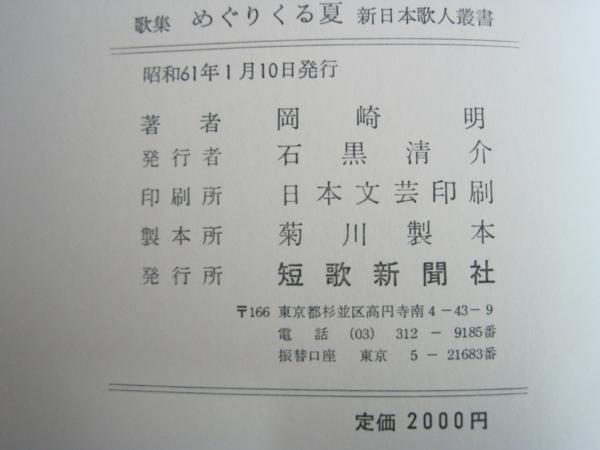 歌集 めぐりくる夏 新日本歌人叢書
昭和61年1月10日発行
著者 岡崎明
発行者 石黒清介
印刷所 日本文芸印刷
製本所 菊川製本
発行所 短歌新聞社
〒166 東京都杉並区高円寺南4-43-9
電話 (03) 312-9185番
振替口座 東京 5-21683番
定価 2000円